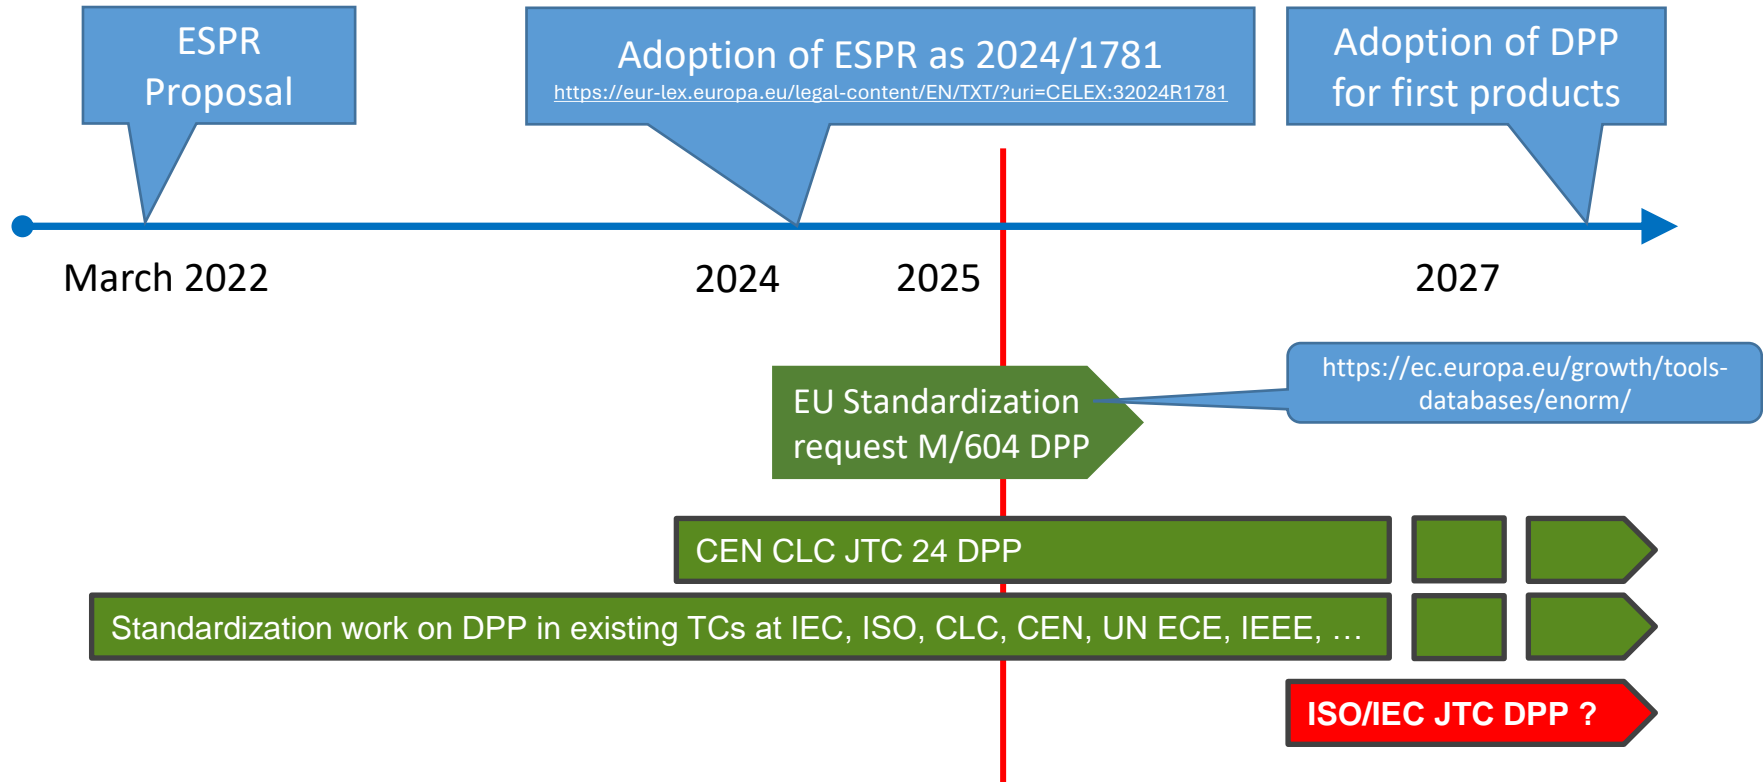 ESPR
Proposal
Adoption of ESPR as 2024/1781
https://eur-lex.europa.eu/legal-content/EN/TXT/?uri=CELEX:32024R1781
Adoption of DPP
for first products
March 2022
2024
2025
2027
EU Standardization
request M/604 DPP
https://ec.europa.eu/growth/tools-
databases/enorm/
CEN CLC JTC 24 DPP
Standardization work on DPP in existing TCs at IEC, ISO, CLC, CEN, UN ECE, IEEE, …
ISO/IEC JTC DPP ?